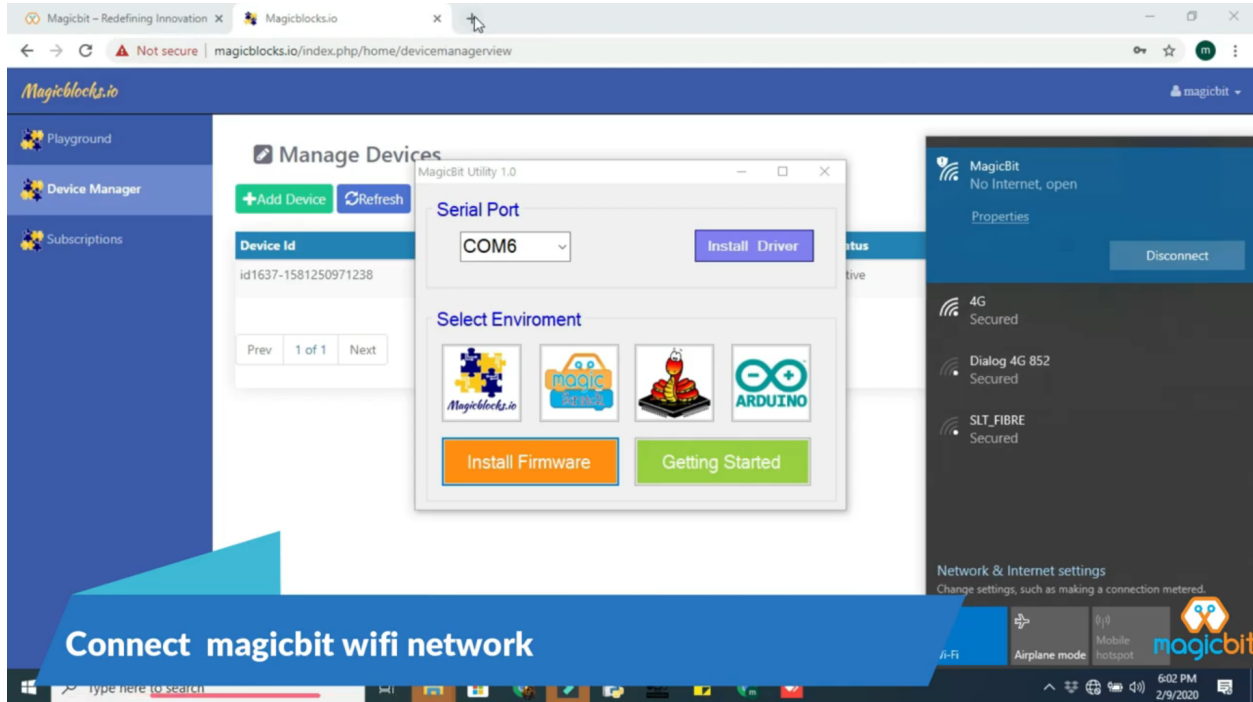 Magicbit – Redefining Innovation
Magicblocks.io
Not secure | magicblocks.io/index.php/home/devicemanagerview
m
Magicblocks.io
magicbit
Playground
Device Manager
Subscriptions
Manage Devices
+Add Device
Refresh
Device Id
atus
id1637-1581250971238
tive
Prev
1 of 1
Next
MagicBit Utility 1.0
Serial Port
COM6
Install Driver
Select Enviroment
Magicblocks.io
magic
ARDUINO
Install Firmware
Getting Started
MagicBit
No Internet, open
Properties
Disconnect
4G
Secured
Dialog 4G 852
Secured
SLT_FIBRE
Secured
Network & Internet settings
Change settings, such as making a connection metered.
Wi-Fi
Airplane mode
Mobile
hotspot
magicbit
Connect magicbit wifi network
Type here to search
6:02 PM
2/9/2020